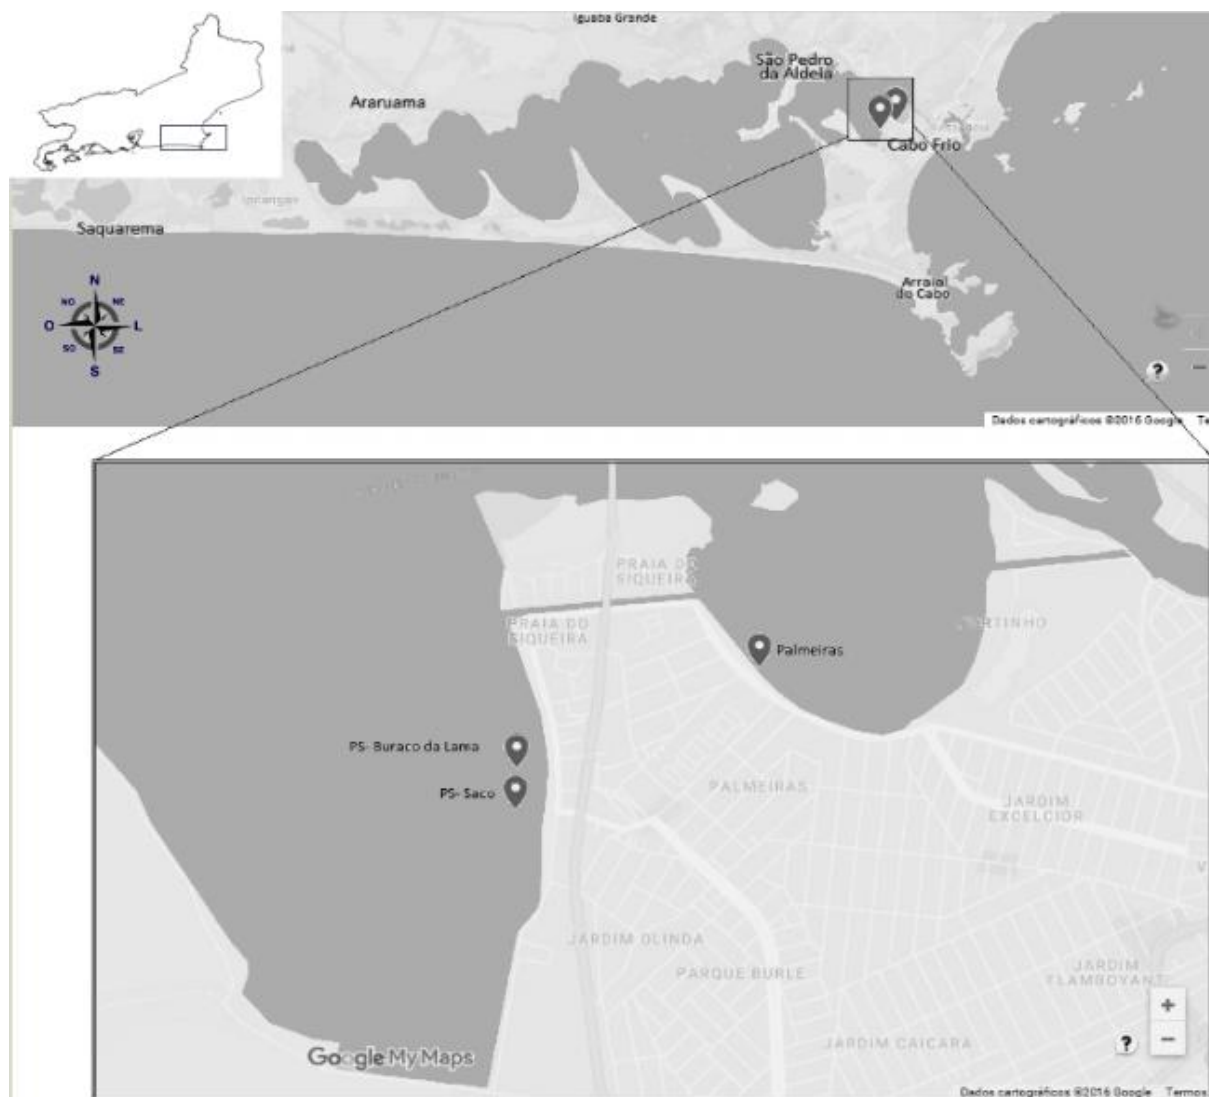 Iguaba Grande
São Pedro
da Aldeia
Araruama
Cabo Frio
Saquarema
Arraial
do Cabo
N
NO
NE
O
L
SO
SE
S
?
Dados cartográficos ©2016 Google
PRAIA DO
SIQUEIRA
PRAIA DO
SIQUEIRA
Palmeiras
PS- Buraco da Lama
PS- Saco
PALMEIRAS
JARDIM
EXCELCIOR
JARDIM OLINDA
PARQUE BURLE
JARDIM
FLAMBOYANT
JARDIM CAICARA
+
?
−
Google My Maps
Dados cartográficos ©2016 Google Termos